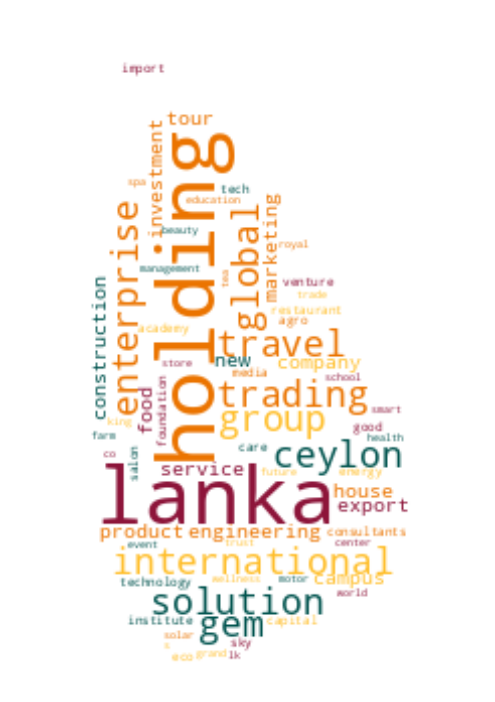 import
tour
investment
holding
spa
tech
education
enterprise
beauty
global
marketing
royal
management
tea
venture
construction
trade
restaurant
agro
academy
travel
new
company
store
media
school
foundation
food
trading
group
smart
king
good
farm
health
care
ceylon
co
salon
service
future
energy
lanka
house
export
product
engineering
consultants
event
trust
center
international
technology
wellness
motor
campus
world
solution
institute
gem
capital
solar
sky
s
eco
grand
lk